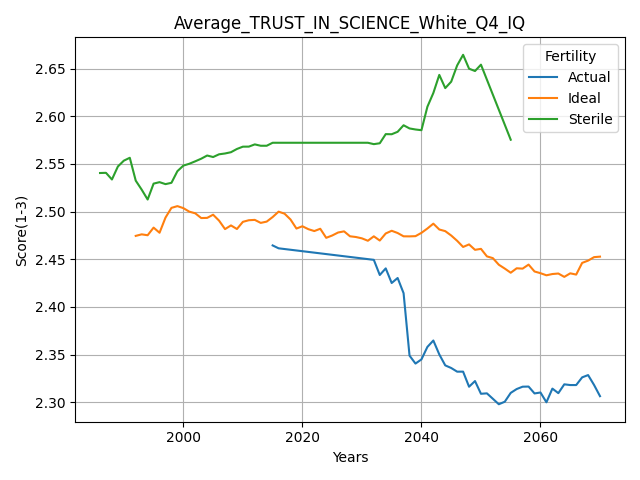 Average_TRUST_IN_SCIENCE_White_Q4_IQ
Fertility
Actual
Ideal
Sterile
Score(1-3)
2.65
2.60
2.55
2.50
2.45
2.40
2.35
2.30
2000
2020
2040
2060
Years